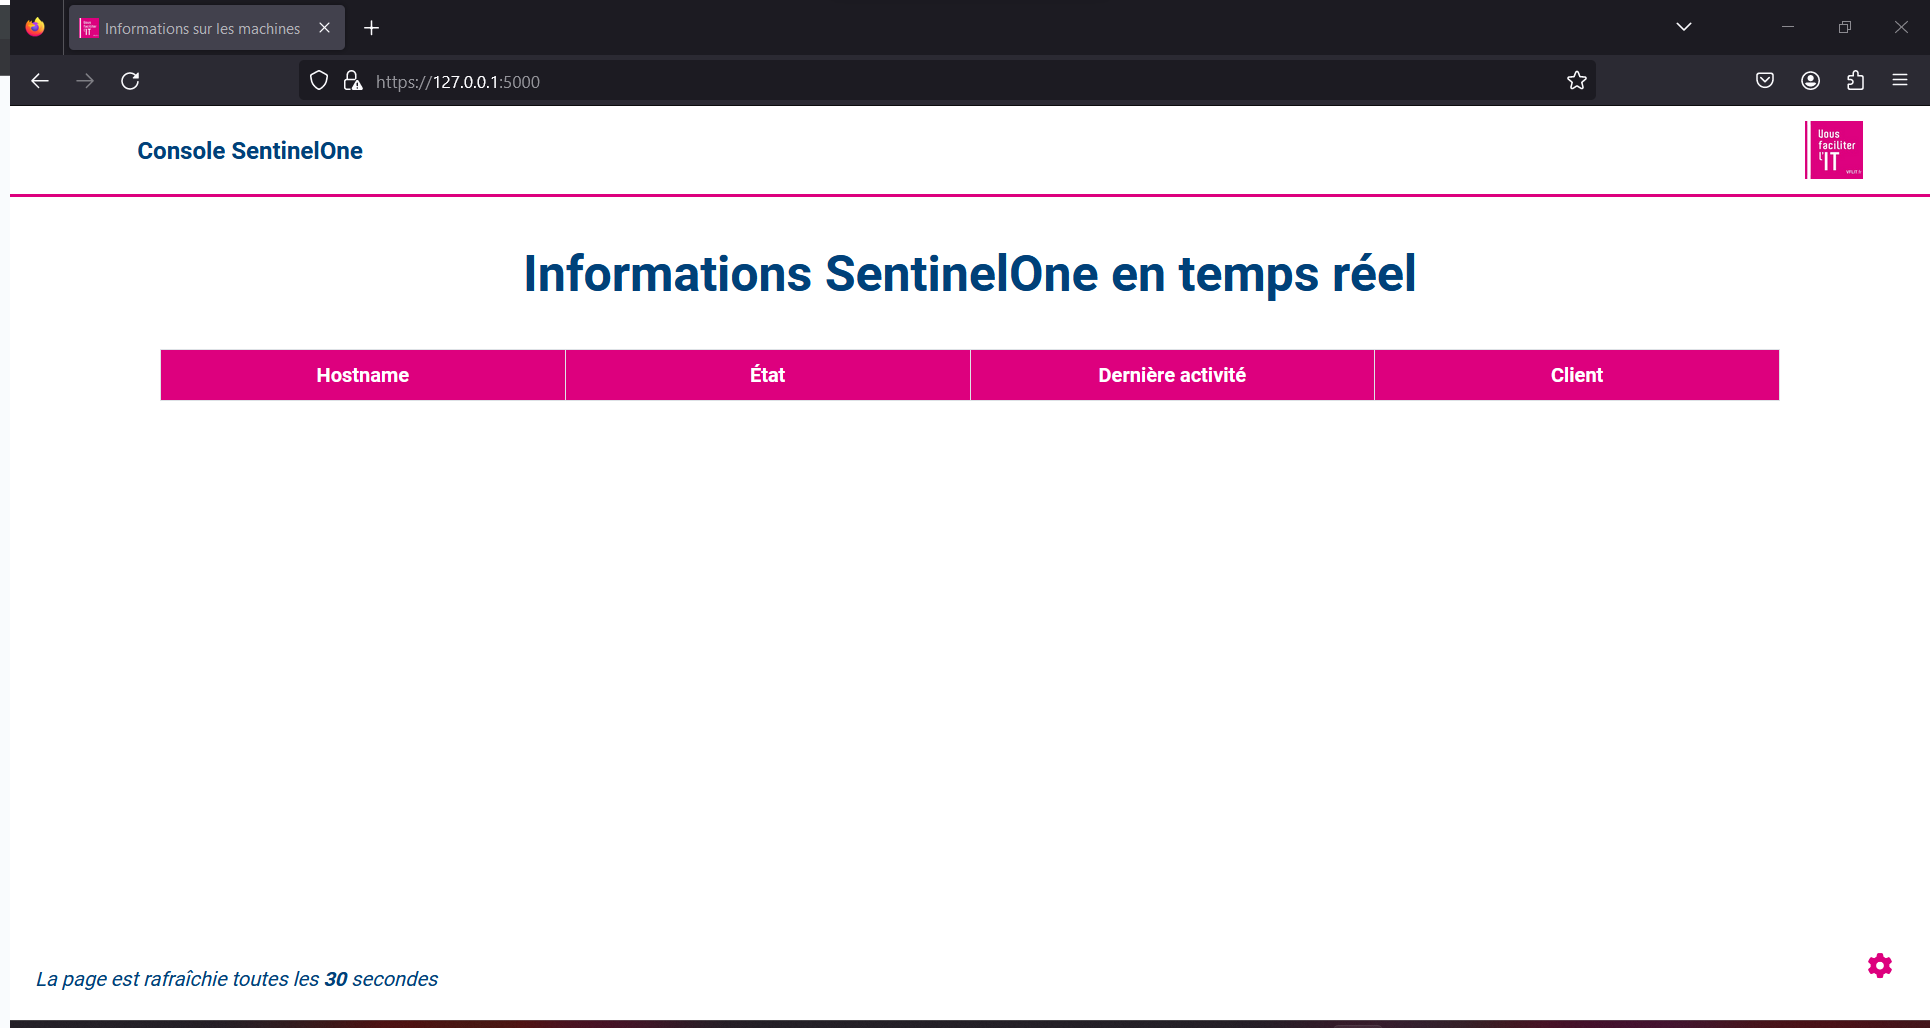 Informations sur les machines
https://127.0.0.1:5000
Console SentinelOne
Vous
faciliter
l'IT
Informations SentinelOne en temps réel
Hostname État Dernière activité Client
La page est rafraîchie toutes les 30 secondes